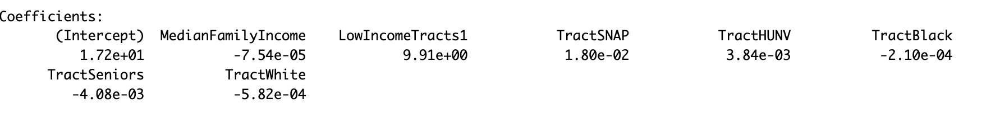 Coefficients:
(Intercept) MedianFamilyIncome LowIncomeTracts1 TractSNAP TractHUNV TractBlack
1.72e+01 -7.54e-05 9.91e+00 1.80e-02 3.84e-03 -2.10e-04
TractSeniors TractWhite
-4.08e-03 -5.82e-04